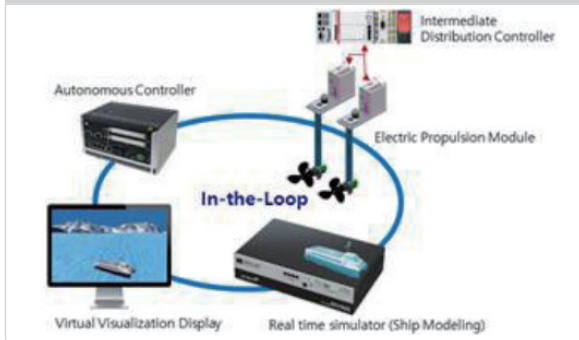 Intermediate
Distribution Controller
Autonomous Controller
Electric Propulsion Module
In-the-Loop
Virtual Visualization Display
Real time simulator (Ship Modeling)